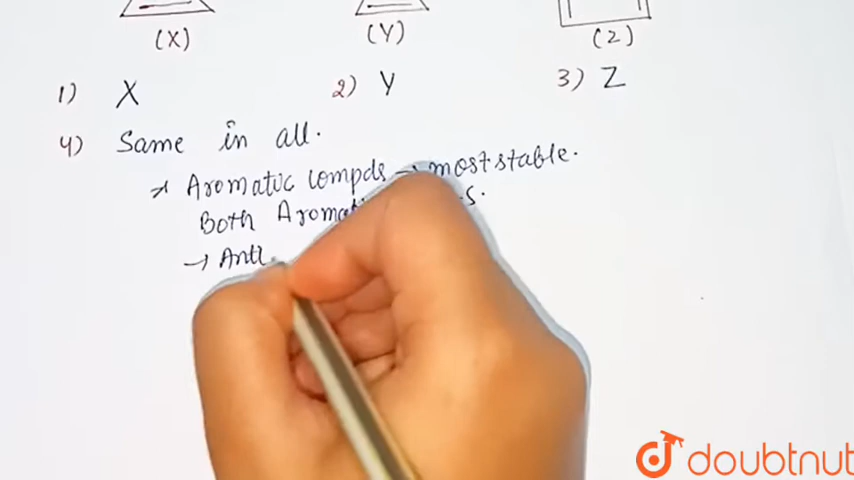 (X) (Y) (Z)
1) X 2) Y 3) Z
4) Same in all.
* Aromatic compds → most stable.
Both Aroma
→ Anti
doubtnut